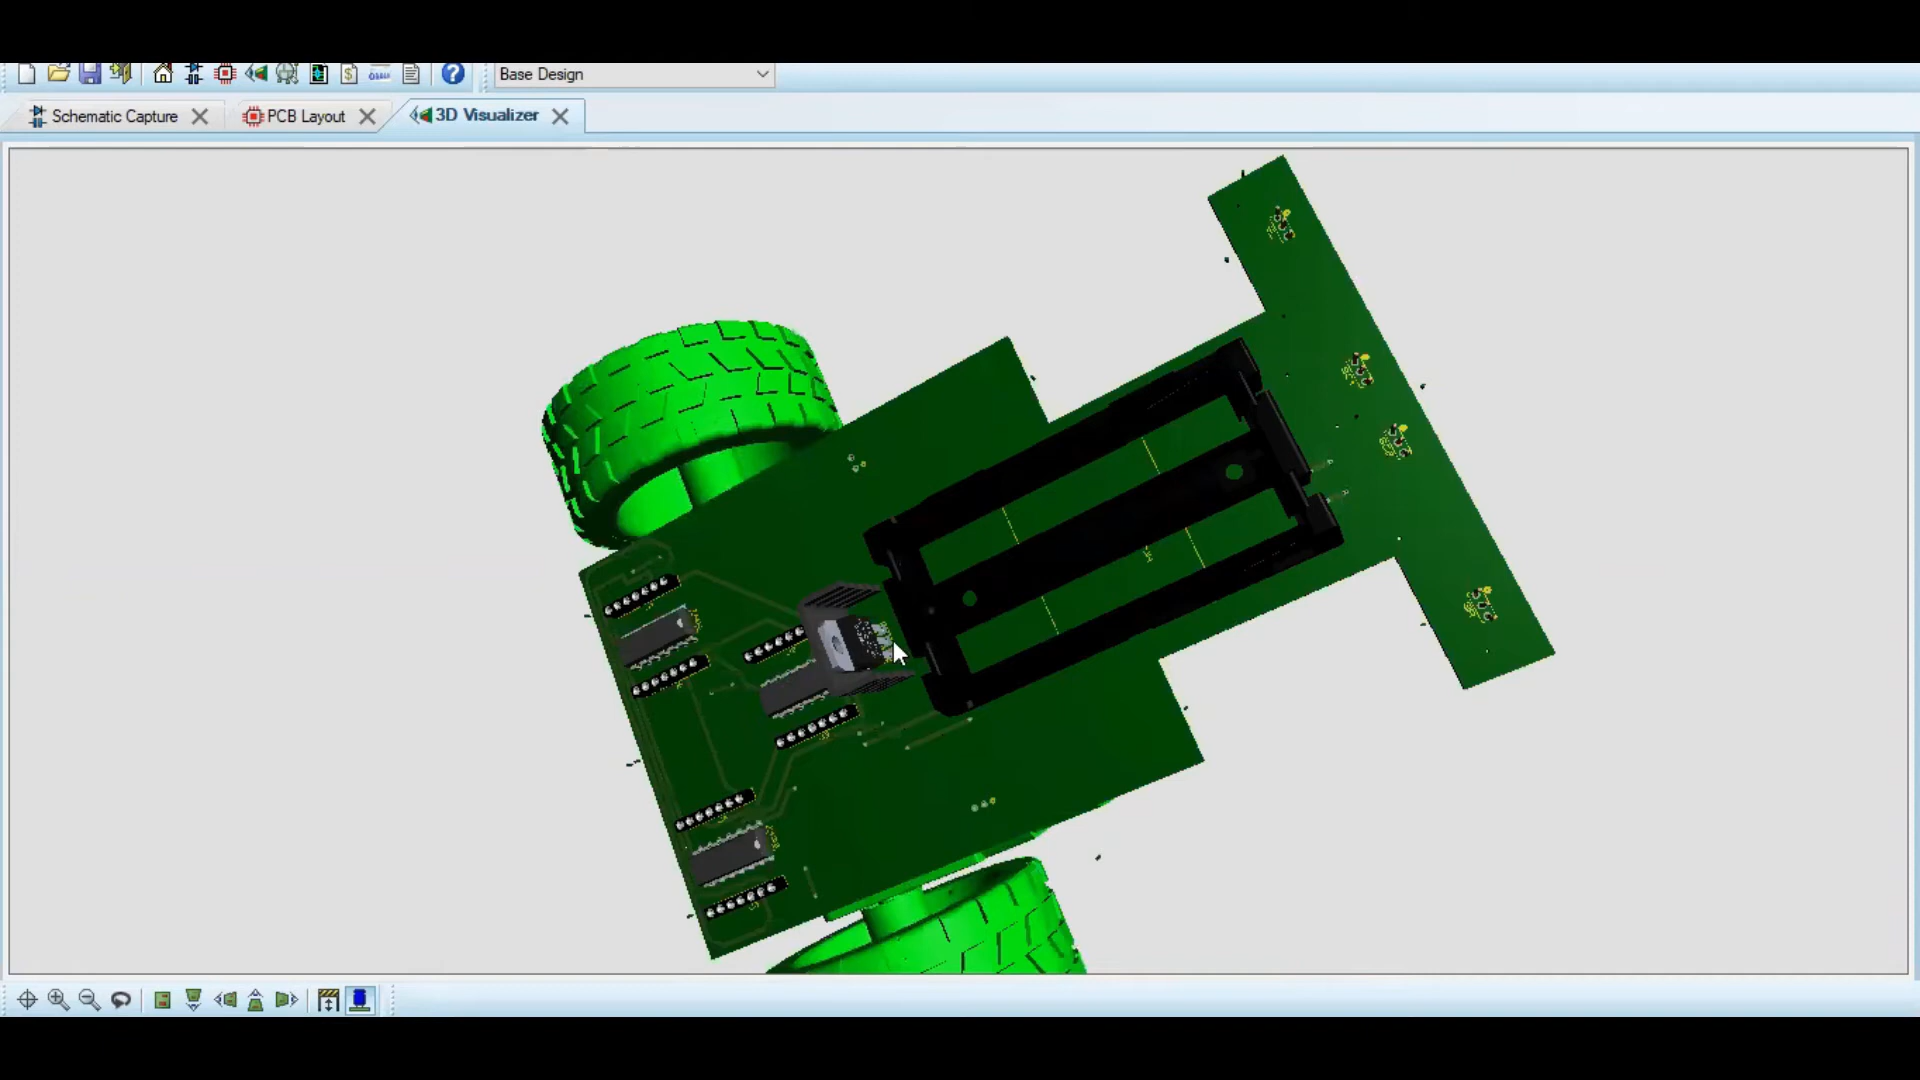 Base Design
Schematic Capture
PCB Layout
3D Visualizer